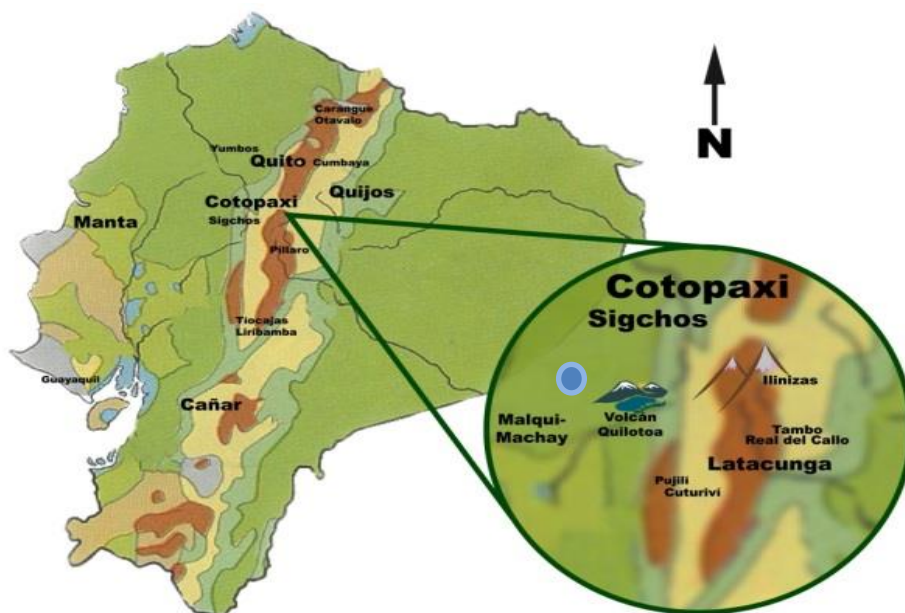 Carangue
Otavalo
N
Yumbos
Quito
Cumbaya
Quijos
Cotopaxi
Sigchos
Manta
Pillaro
Tiocajas
Liribamba
Guayaquil
Cañar
Cotopaxi
Sigchos
Ilinizas
Malqui-
Machay
Volcán
Quilotoa
Tambo
Real del Callo
Latacunga
Pujilí
Cuturiví